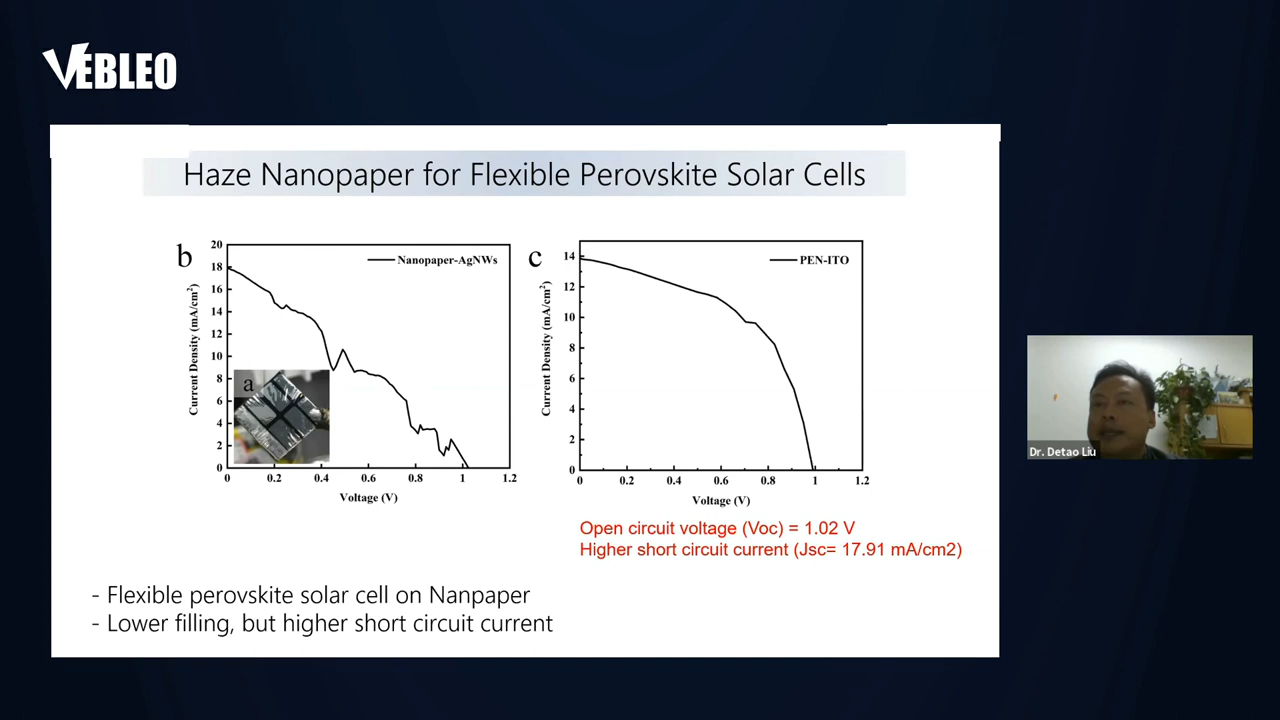 VEBLEO
Haze Nanopaper for Flexible Perovskite Solar Cells
b
20
18
16
14
12
10
8
6
4
2
0
0 0.2 0.4 0.6 0.8 1 1.2
Current Density (mA/cm²)
Voltage (V)
Nanopaper-AgNWs
a
c
14
12
10
8
6
4
2
0
0 0.2 0.4 0.6 0.8 1 1.2
Current Density (mA/cm²)
Voltage (V)
PEN-ITO
Open circuit voltage (Voc) = 1.02 V
Higher short circuit current (Jsc= 17.91 mA/cm2)
- Flexible perovskite solar cell on Nanpaper
- Lower filling, but higher short circuit current
Dr. Detao Liu